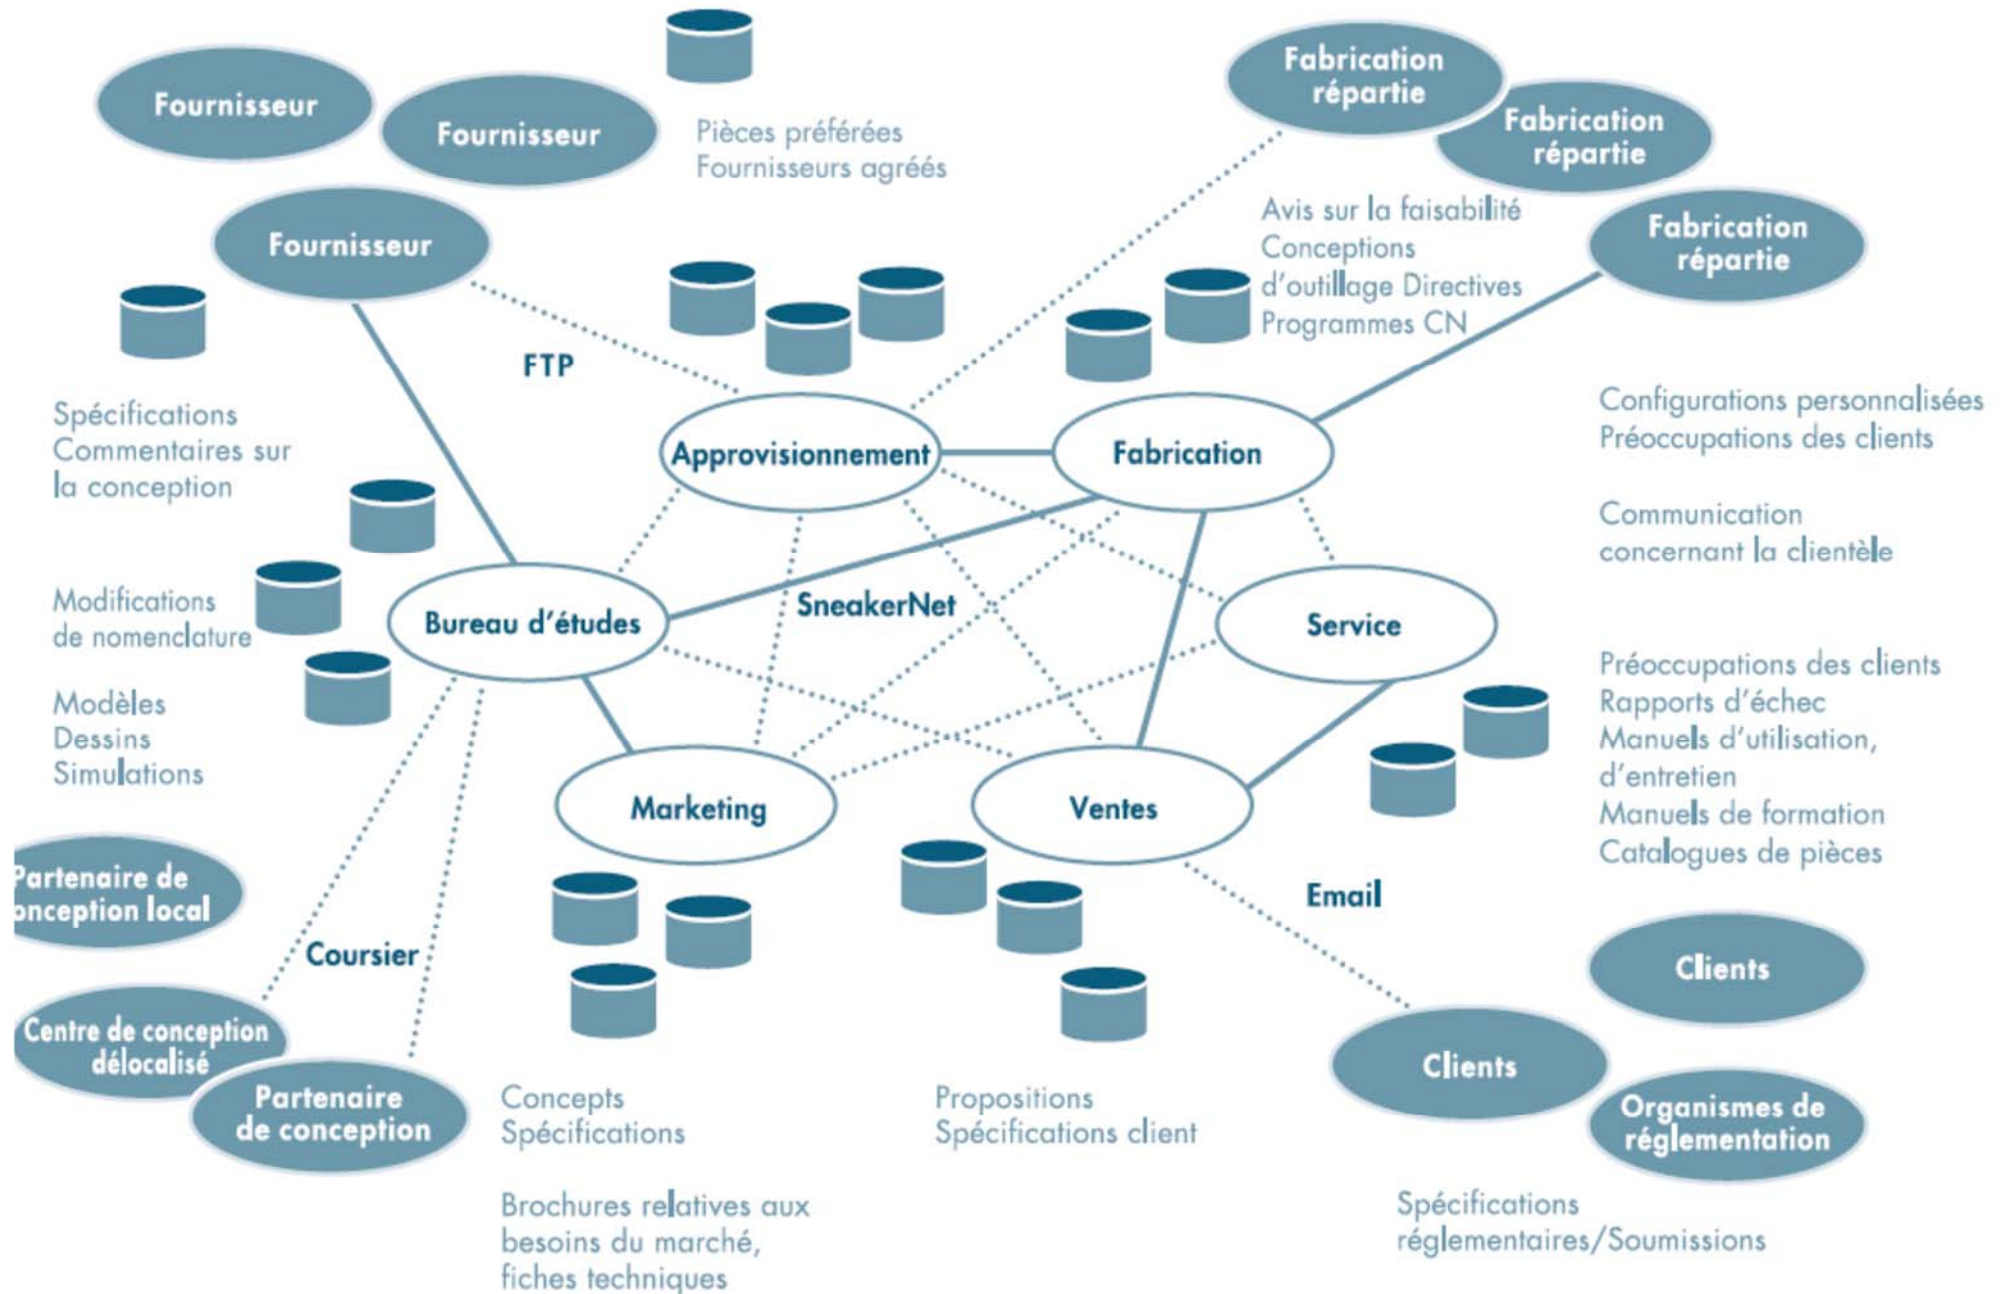 Fournisseur
Fournisseur
Fournisseur
Pièces préférées
Fournisseurs agréés
Fabrication
répartie
Fabrication
répartie
Fabrication
répartie
Avis sur la faisabilité
Conceptions
d'outillage Directives
Programmes CN
FTP
Spécifications
Commentaires sur
la conception
Approvisionnement
Fabrication
Configurations personnalisées
Préoccupations des clients
Communication
concernant la clientèle
Modifications
de nomenclature
Bureau d'études
SneakerNet
Service
Modèles
Dessins
Simulations
Préoccupations des clients
Rapports d'échec
Manuels d'utilisation,
d'entretien
Manuels de formation
Catalogues de pièces
Marketing
Ventes
Partenaire de
onception local
Coursier
Email
Centre de conception
délocalisé
Partenaire
de conception
Clients
Clients
Organismes de
réglementation
Concepts
Spécifications
Brochures relatives aux
besoins du marché,
fiches techniques
Propositions
Spécifications client
Spécifications
réglementaires/Soumissions